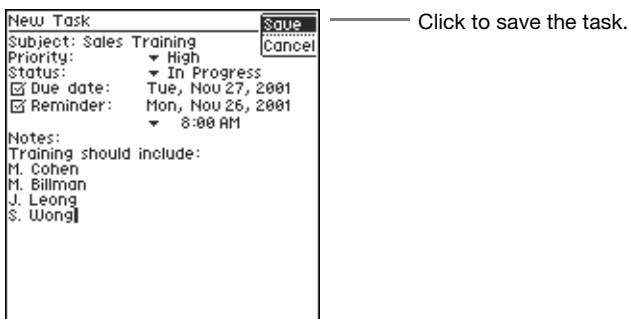 New Task
Save
Click to save the task.
Cancel
Subject: Sales Training
Priority: High
Status: In Progress
Due date: Tue, Nov 27, 2001
Reminder: Mon, Nov 26, 2001
8:00 AM
Notes:
Training should include:
M. Cohen
M. Billman
J. Leong
S. Wong